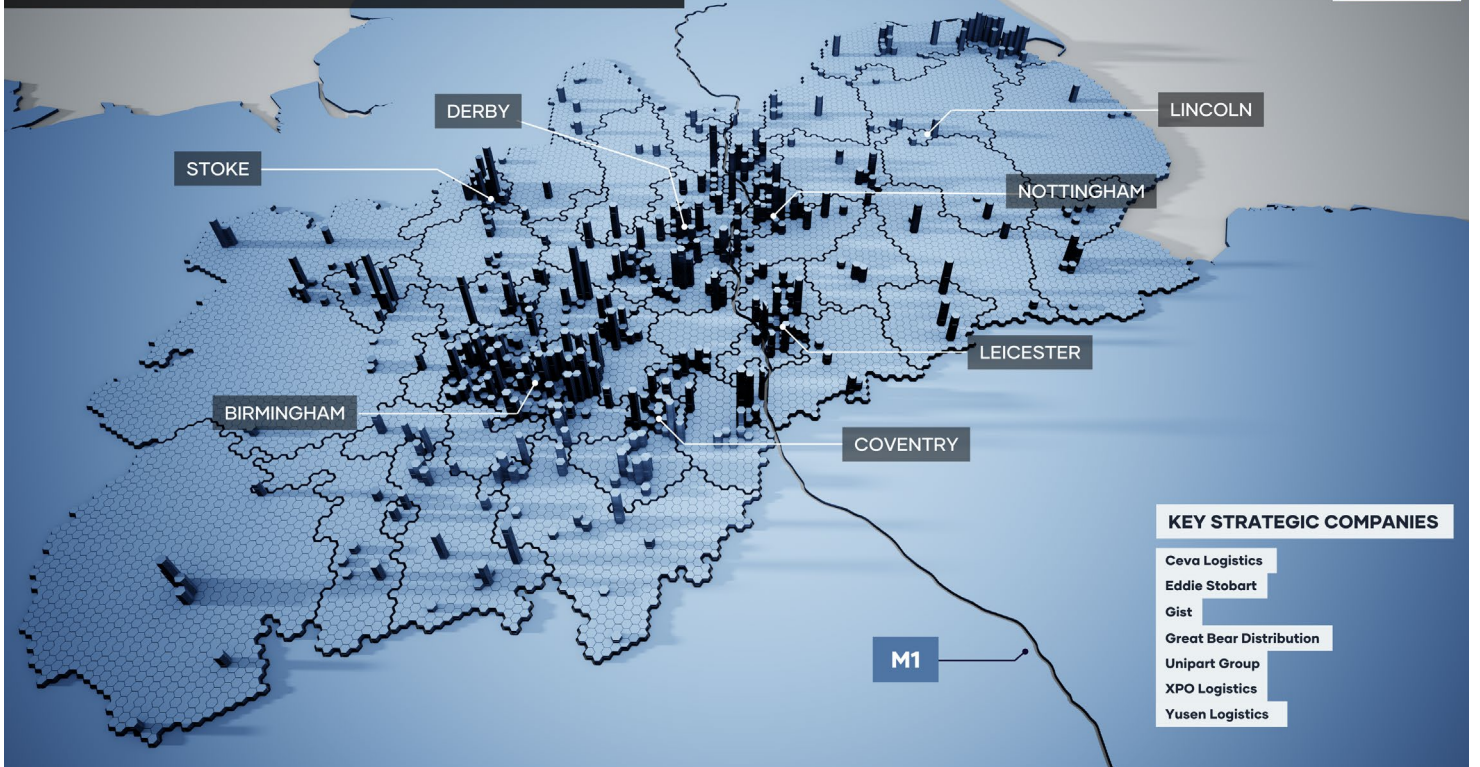 DERBY
LINCOLN
STOKE
NOTTINGHAM
LEICESTER
BIRMINGHAM
COVENTRY
M1
KEY STRATEGIC COMPANIES
Ceva Logistics
Eddie Stobart
Gist
Great Bear Distribution
Unipart Group
XPO Logistics
Yusen Logistics